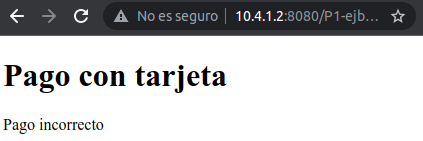 No es seguro 10.4.1.2:8080/P1-ejb...
Pago con tarjeta
Pago incorrecto